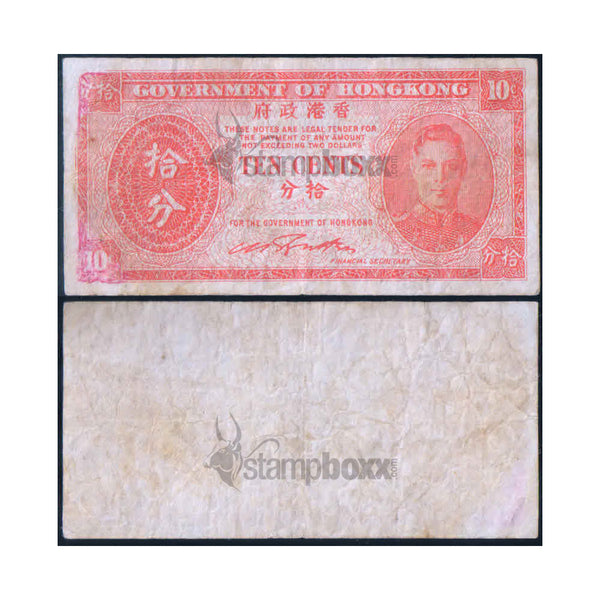 拾 GOVERNMENT OF HONGKONG 10¢
府政港香
THESE NOTES ARE LEGAL TENDER FOR
THE PAYMENT OF ANY AMOUNT
NOT EXCEEDING TWO DOLLARS
stampboxx.com
TEN CENTS
分拾
拾分
FOR THE GOVERNMENT OF HONGKONG
FINANCIAL SECRETARY
10
分拾
stampboxx.com